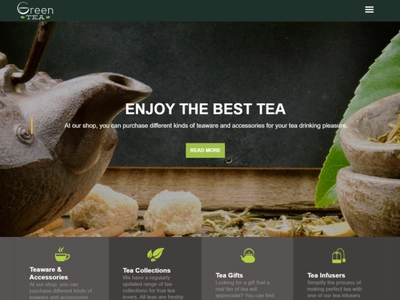 Green
TEA
ENJOY THE BEST TEA
At our shop, you can purchase different kinds of teaware and accessories for your tea drinking pleasure.
READ MORE
Teaware &
Accessories
At our shop, you can
purchase different kinds of
teaware and accessories
Tea Collections
We have a regularly
updated range of tea
collections for true tea
lovers. All teas are freshly
Tea Gifts
Looking for a gift that a
real fan of tea will
appreciate? You can find
Tea Infusers
Simplify the process of
making perfect tea with
one of our tea infusers